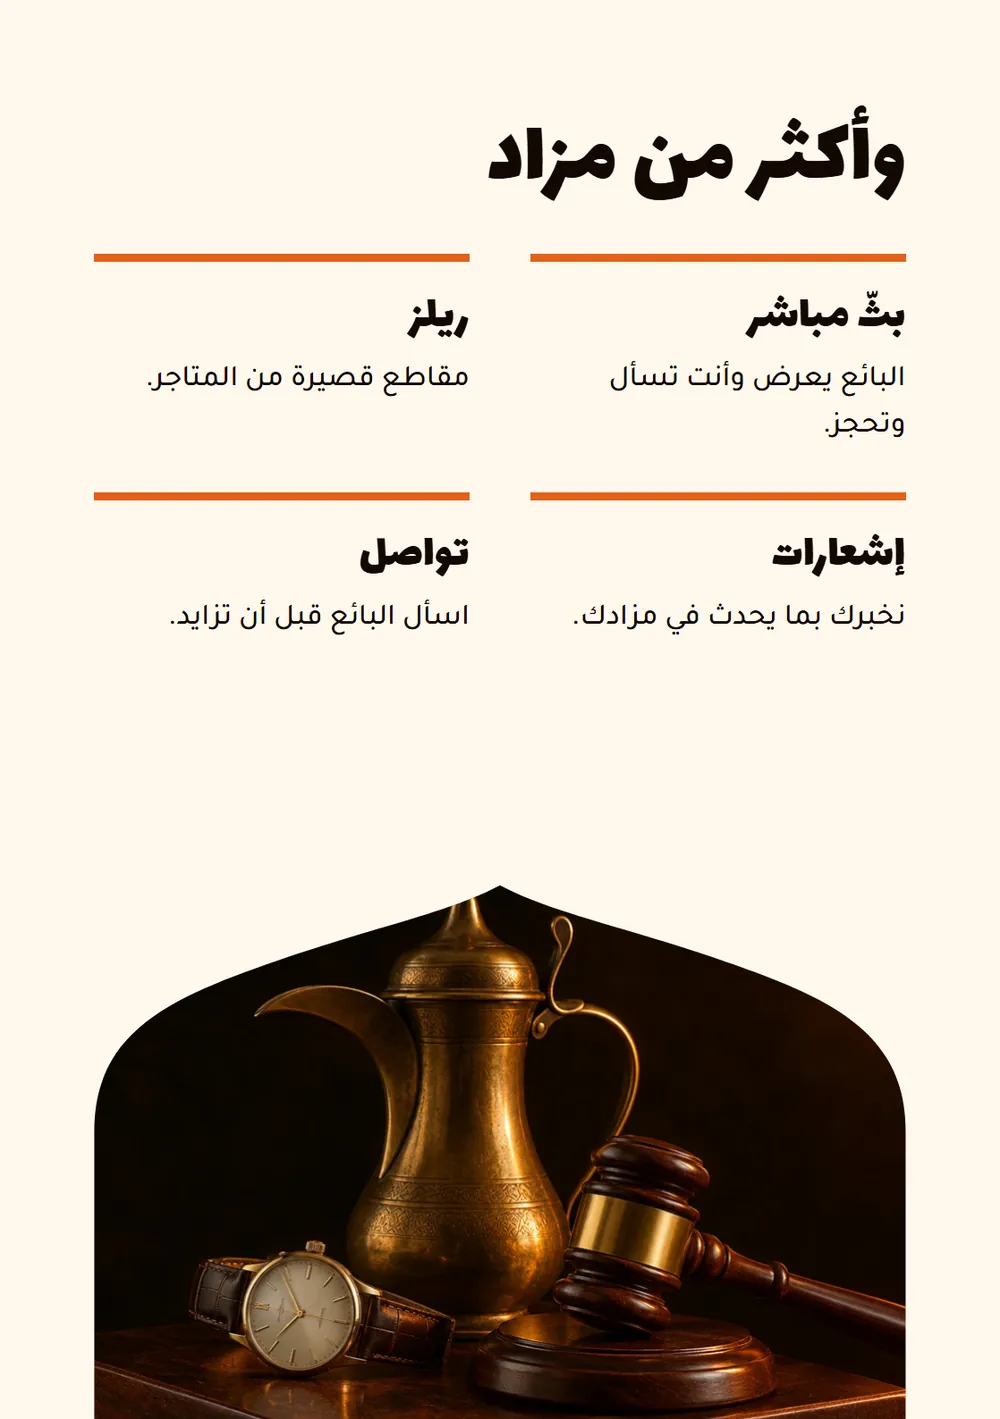 وأكثر من مزاد
بثّ مباشر
البائع يعرض وأنت تسأل
وتحجز.
ريلز
مقاطع قصيرة من المتاجر.
إشعارات
نخبرك بما يحدث في مزادك.
تواصل
اسأل البائع قبل أن تزايد.